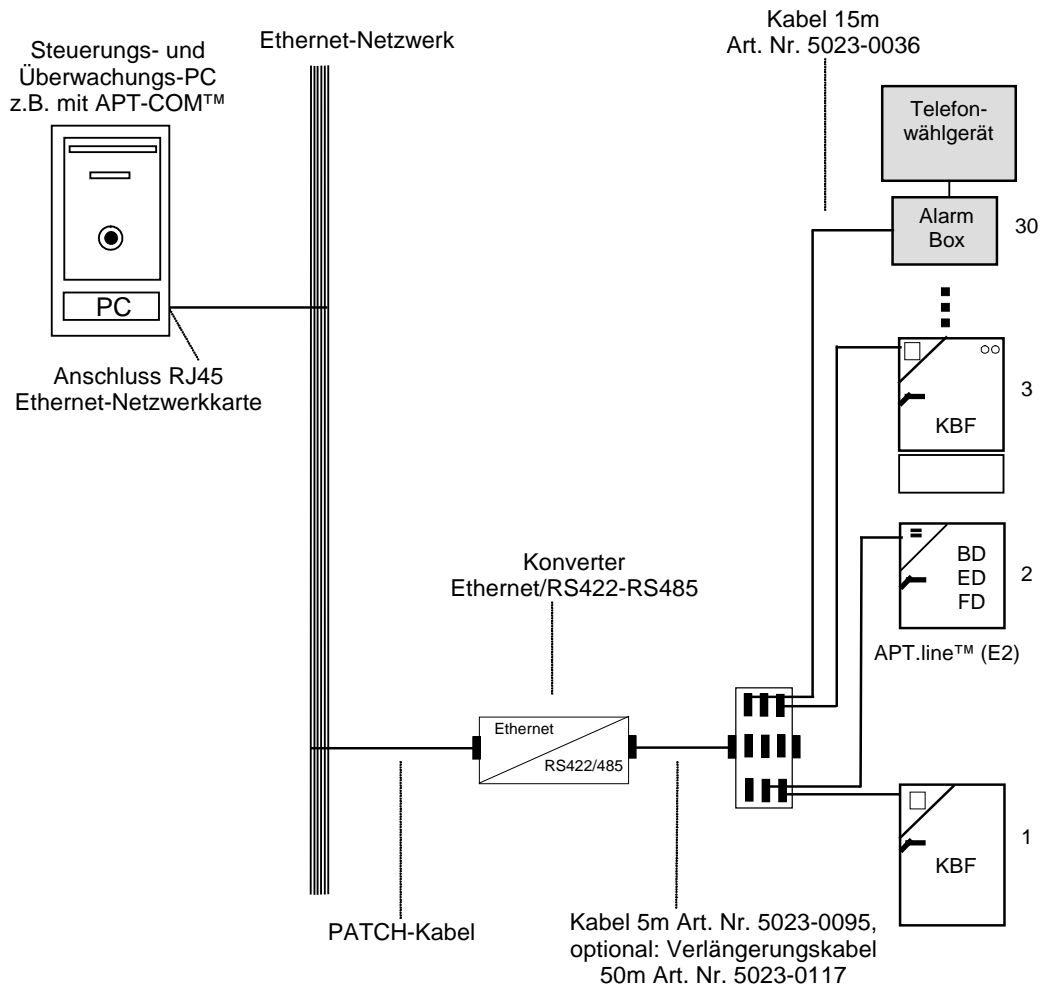 Steuerungs- und
Überwachungs-PC
z.B. mit APT-COM™
Ethernet-Netzwerk
Kabel 15m
Art. Nr. 5023-0036
Telefon-
wählgerät
Alarm
Box
30
PC
Anschluss RJ45
Ethernet-Netzwerkkarte
3
KBF
Konverter
Ethernet/RS422-RS485
BD
ED
FD
2
APT.line™ (E2)
Ethernet
RS422/485
1
KBF
PATCH-Kabel
Kabel 5m Art. Nr. 5023-0095,
optional: Verlängerungskabel
50m Art. Nr. 5023-0117